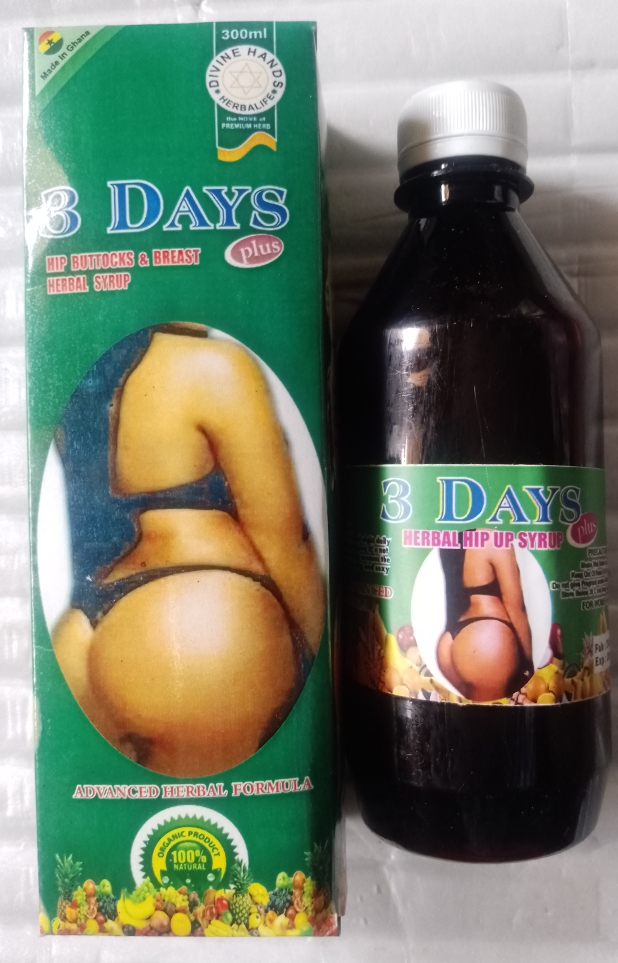 Made in Ghana
300ml
DIVINE HANDS
HERBALIFE
the MOVE of
PREMIUM HERB
3 DAYS
plus
HIP BUTTOCKS & BREAST
HERBAL SYRUP
ADVANCED HERBAL FORMULA
ORGANIC PRODUCT
100%
NATURAL
3 DAYS
plus
HERBAL HIP UP SYRUP